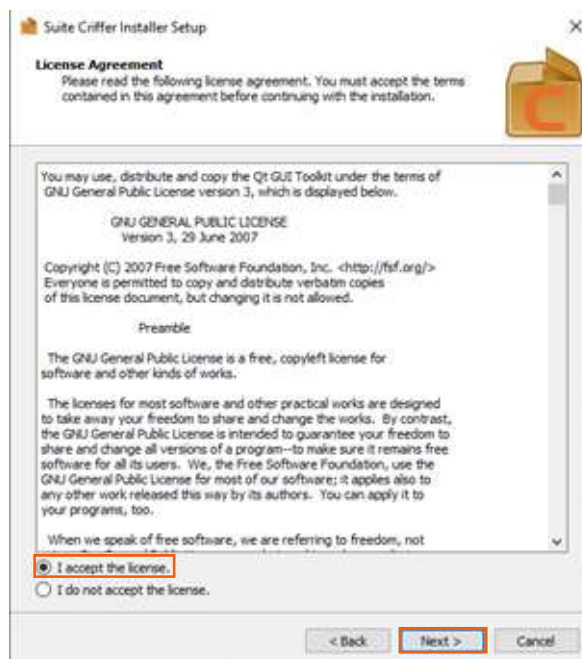 Suite Criffer Installer Setup
License Agreement
Please read the following license agreement. You must accept the terms
contained in this agreement before continuing with the installation.
C
You may use, distribute and copy the Qt GUI Toolkit under the terms of
GNU General Public License version 3, which is displayed below.
GNU GENERAL PUBLIC LICENSE
Version 3, 29 June 2007
Copyright (C) 2007 Free Software Foundation, Inc. <http://fsf.org/>
Everyone is permitted to copy and distribute verbatim copies
of this license document, but changing it is not allowed.
Preamble
The GNU General Public License is a free, copyleft license for
software and other kinds of works.
The licenses for most software and other practical works are designed
to take away your freedom to share and change the works. By contrast,
the GNU General Public License is intended to guarantee your freedom to
share and change all versions of a program--to make sure it remains free
software for all its users. We, the Free Software Foundation, use the
GNU General Public License for most of our software; it applies also to
any other work released this way by its authors. You can apply it to
your programs, too.
When we speak of free software, we are referring to freedom, not
I accept the license.
I do not accept the license.
< Back
Next >
Cancel